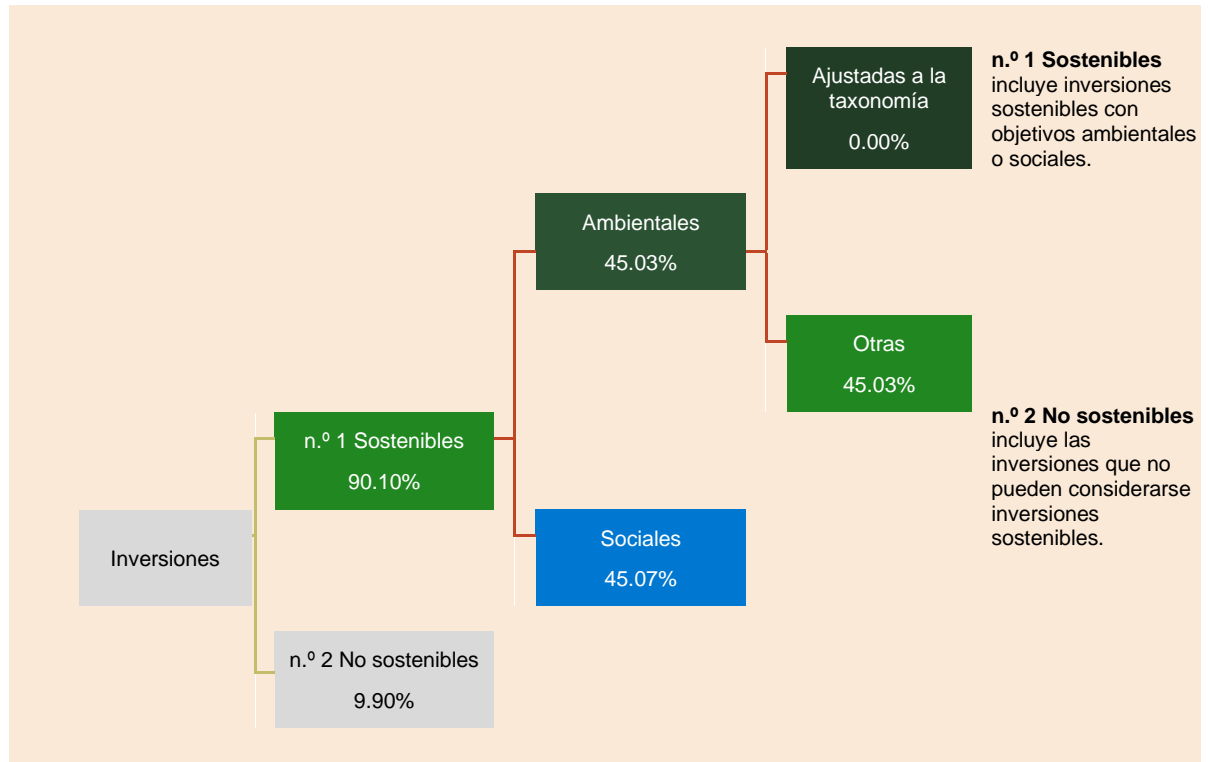 Ajustadas a la
taxonomía
0.00%
n.º 1 Sostenibles
incluye inversiones
sostenibles con
objetivos ambientales
o sociales.
Ambientales
45.03%
Otras
45.03%
n.º 2 No sostenibles
incluye las
inversiones que no
pueden considerarse
inversiones
sostenibles.
n.º 1 Sostenibles
90.10%
Sociales
45.07%
Inversiones
n.º 2 No sostenibles
9.90%